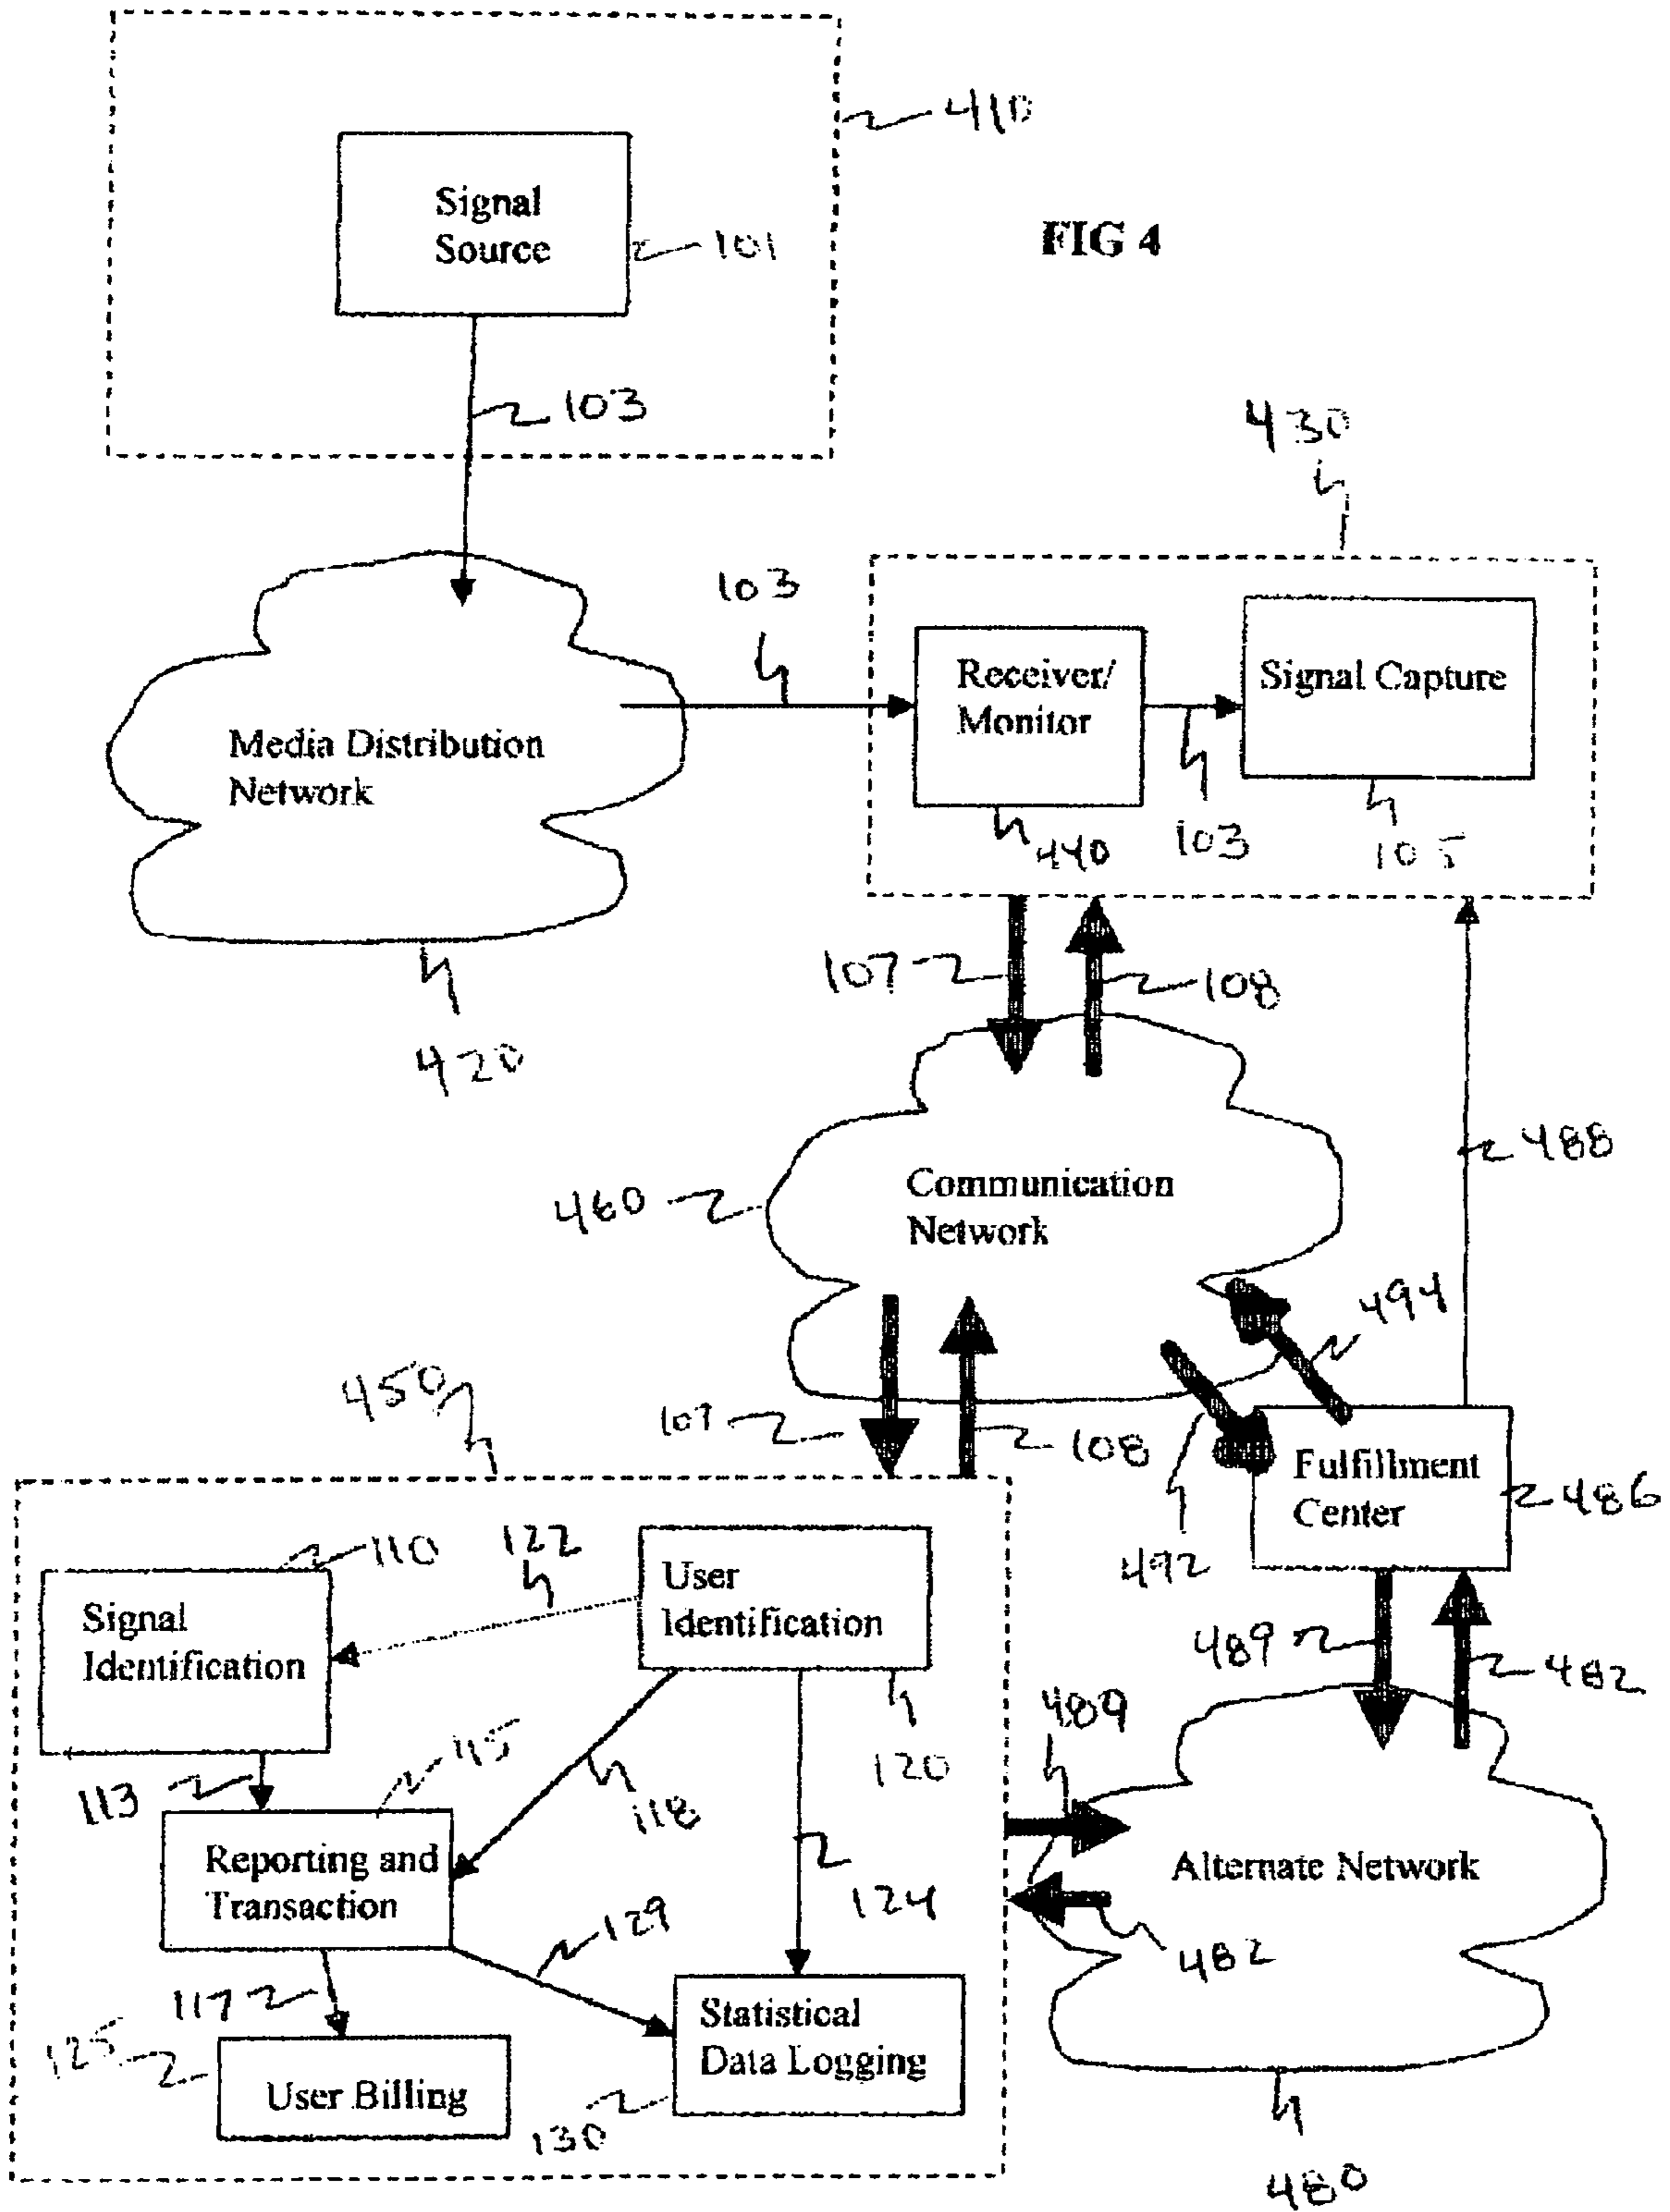 410
Signal
Source
101
FIG 4
103
430
103
Receiver/
Monitor
Signal Capture
Media Distribution
Network
440
103
105
107
108
420
488
Communication
Network
460
494
450
107
108
Fulfillment
Center
486
492
110
122
User
Identification
Signal
Identification
489
482
489
120
113
115
118
Reporting and
Transaction
Alternate Network
124
129
482
117
Statistical
Data Logging
125
User Billing
130
480